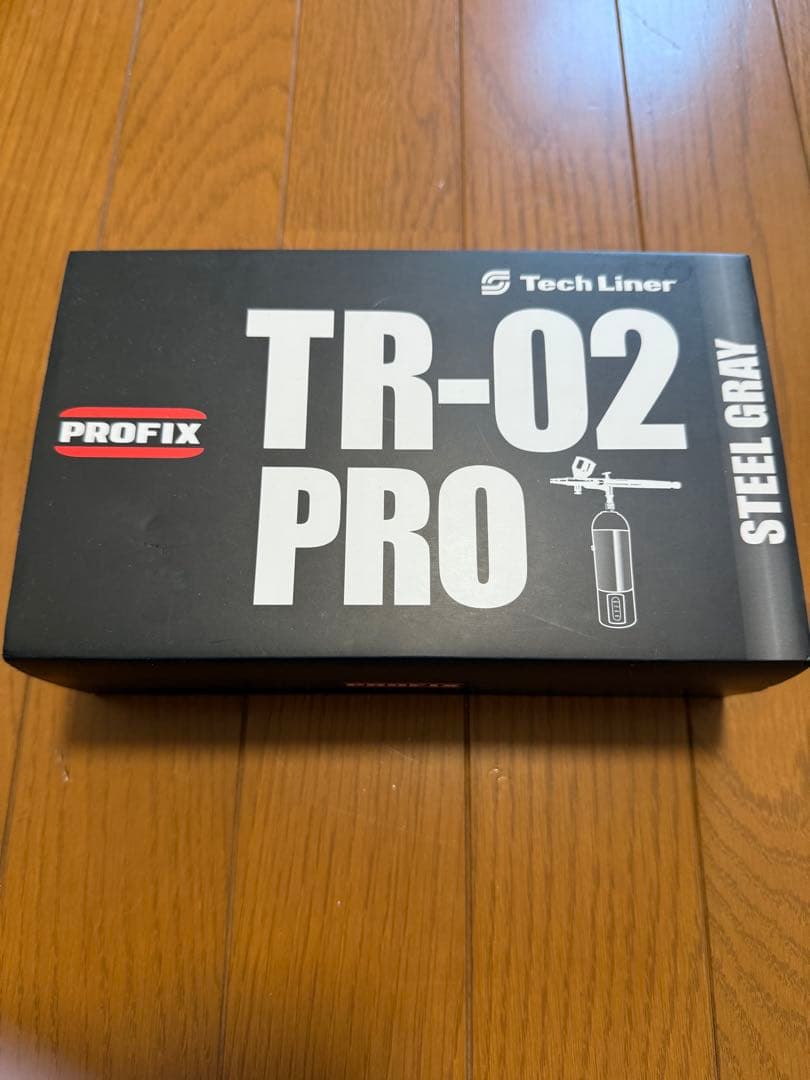 Tech Liner
TR-02
PRO
PROFIX
STEEL GRAY
PROFIX